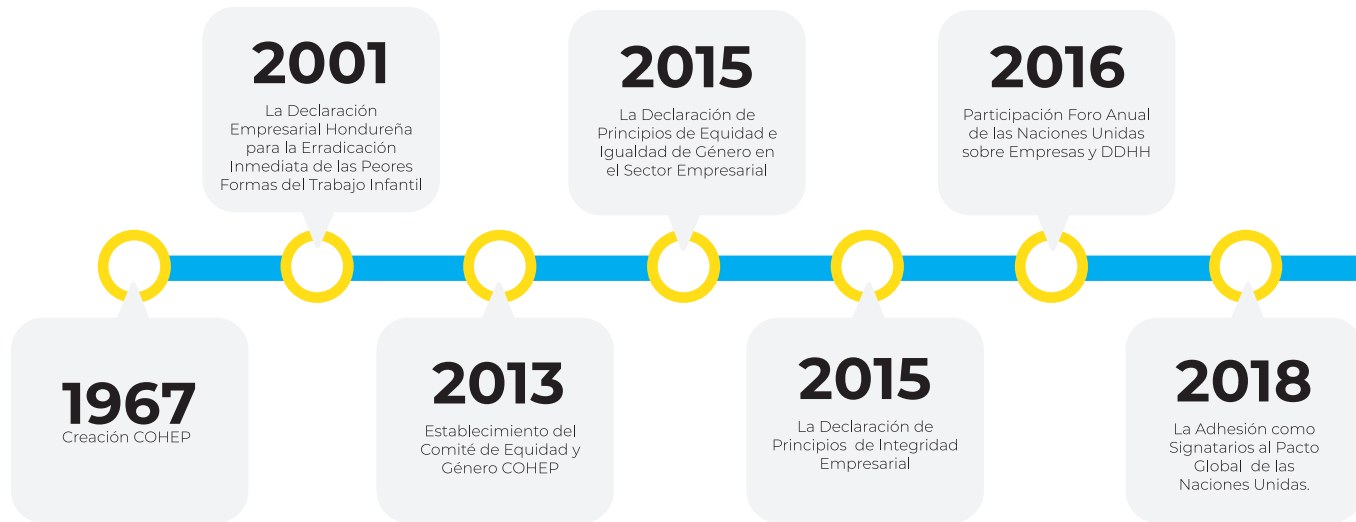 1967
Creación COHEP
2001
La Declaración
Empresarial Hondureña
para la Erradicación
Inmediata de las Peores
Formas del Trabajo Infantil
2013
Establecimiento del
Comité de Equidad y
Género COHEP
2015
La Declaración de
Principios de Equidad e
Igualdad de Género en
el Sector Empresarial
2015
La Declaración de
Principios de Integridad
Empresarial
2016
Participación Foro Anual
de las Naciones Unidas
sobre Empresas y DDHH
2018
La Adhesión como
Signatarios al Pacto
Global de las
Naciones Unidas.